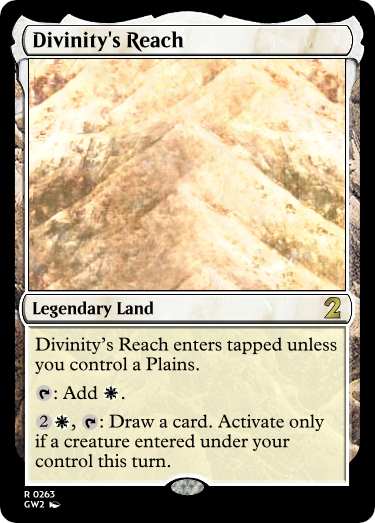 Divinity's Reach
Legendary Land
2
Divinity's Reach enters tapped unless
you control a Plains.
: Add .
2 , : Draw a card. Activate only
if a creature entered under your
control this turn.
R 0263
GW2